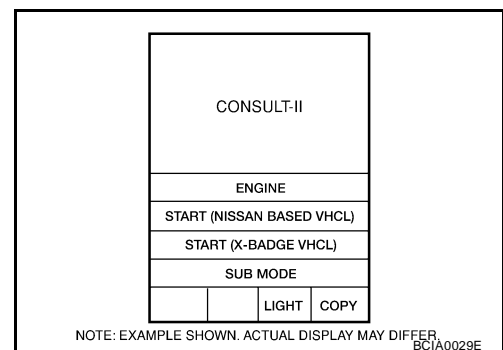 CONSULT-II
ENGINE
START (NISSAN BASED VHCL)
START (X-BADGE VHCL)
SUB MODE
LIGHT COPY
NOTE: EXAMPLE SHOWN. ACTUAL DISPLAY MAY DIFFER.
BCIA0029E